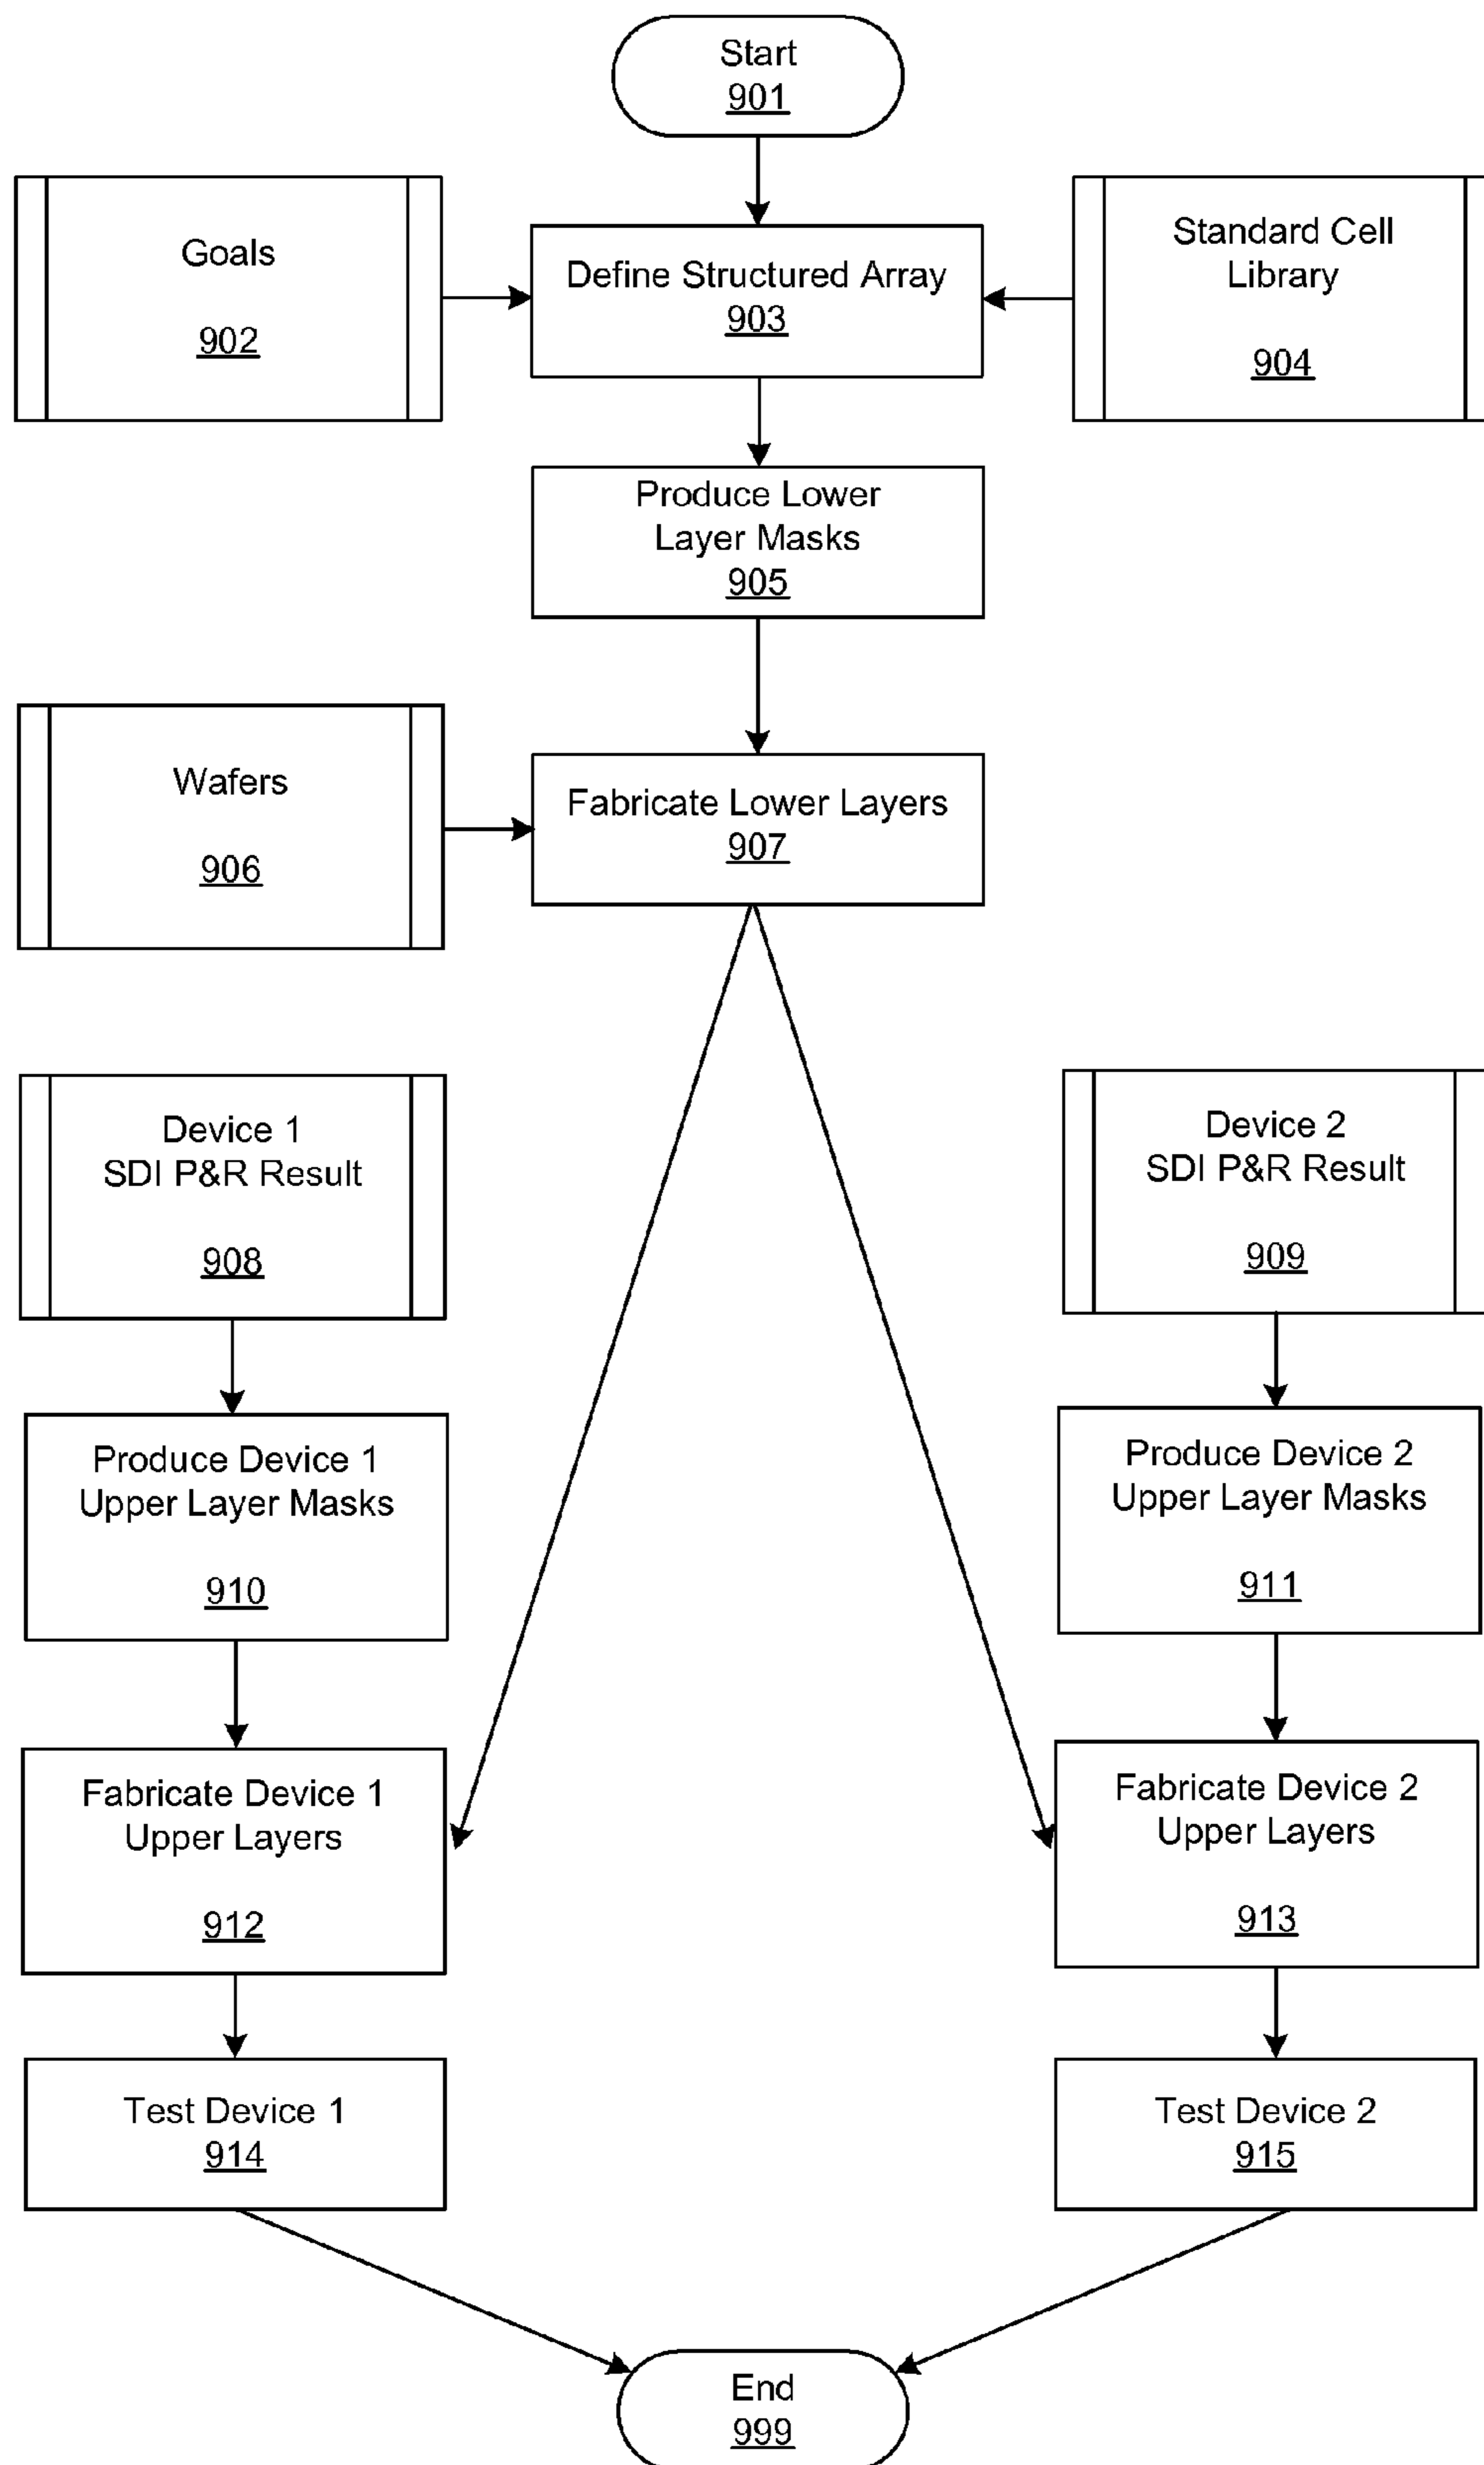 Start
901
Goals
902
Define Structured Array
903
Standard Cell
Library
904
Produce Lower
Layer Masks
905
Wafers
906
Fabricate Lower Layers
907
Device 1
SDI P&R Result
908
Device 2
SDI P&R Result
909
Produce Device 1
Upper Layer Masks
910
Produce Device 2
Upper Layer Masks
911
Fabricate Device 1
Upper Layers
912
Fabricate Device 2
Upper Layers
913
Test Device 1
914
Test Device 2
915
End
999